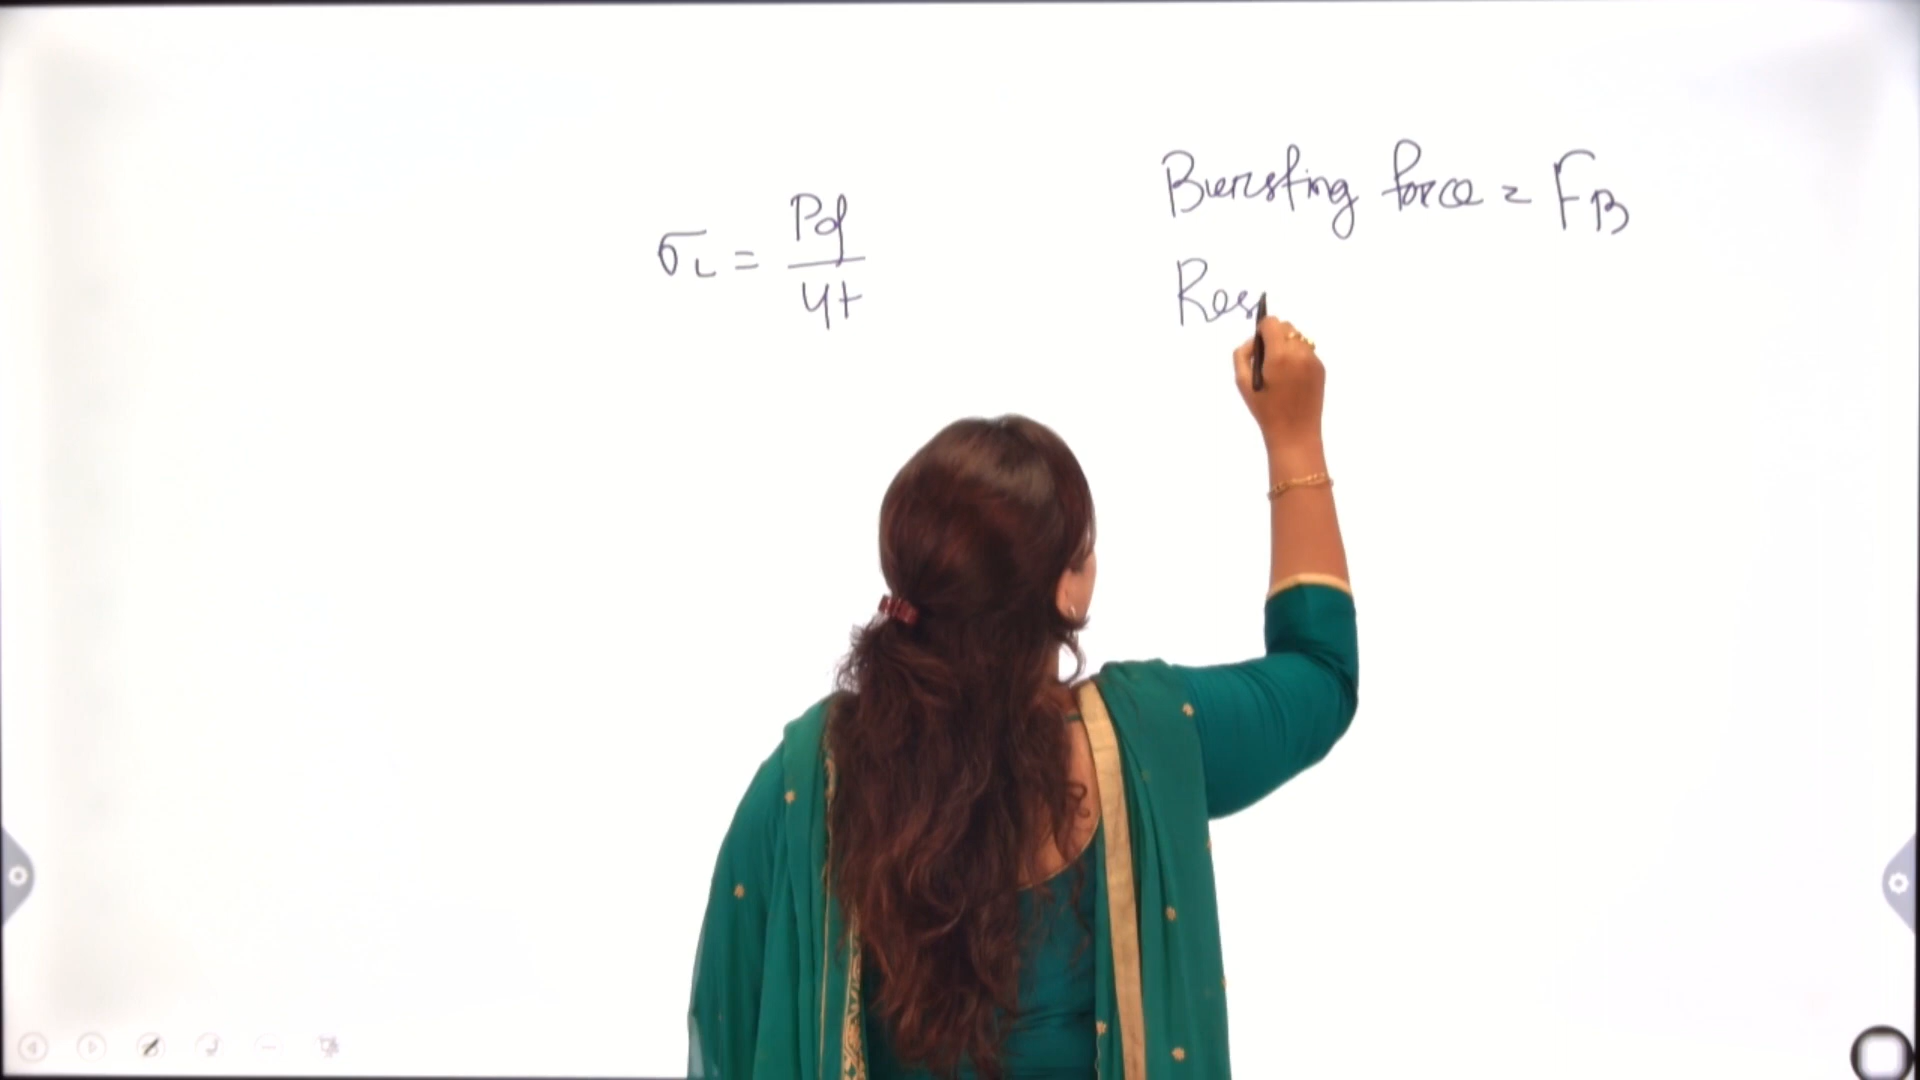 σL = Pd/4t
Bursting force = FB
Res